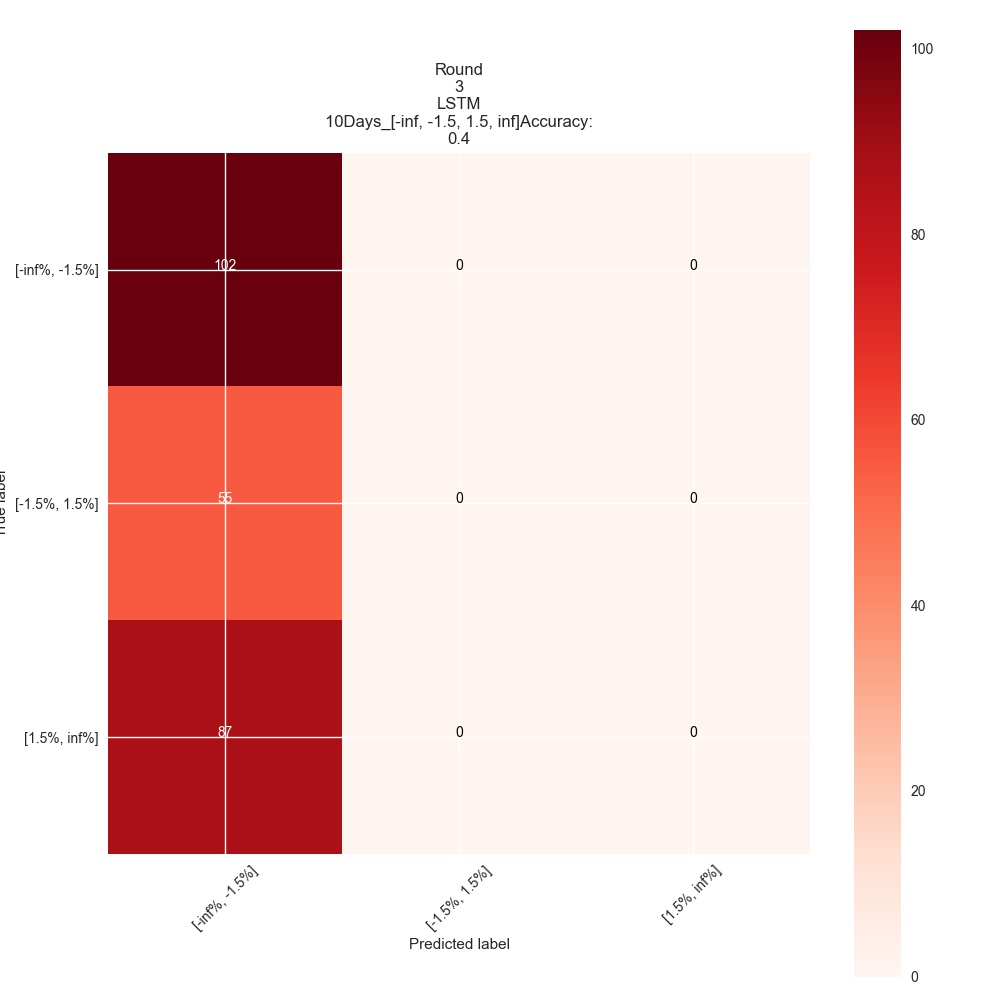 Round
3
LSTM
10Days_[-inf, -1.5, 1.5, inf]Accuracy:
0.4
[-inf%, -1.5%]
102
0
0
[-1.5%, 1.5%]
55
0
0
[1.5%, inf%]
87
0
0
[-inf%, -1.5%]
[-1.5%, 1.5%]
[1.5%, inf%]
Predicted label
True label
100
80
60
40
20
0